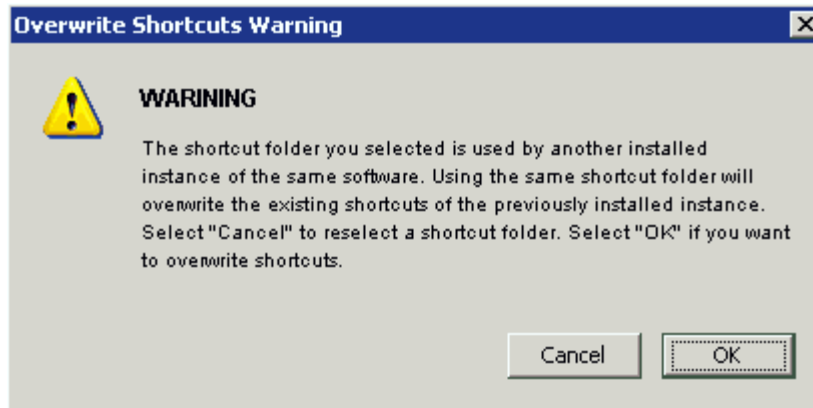 Overwrite Shortcuts Warning
WARINING
The shortcut folder you selected is used by another installed
instance of the same software. Using the same shortcut folder will
overwrite the existing shortcuts of the previously installed instance.
Select "Cancel" to reselect a shortcut folder. Select "OK" if you want
to overwrite shortcuts.
Cancel
OK